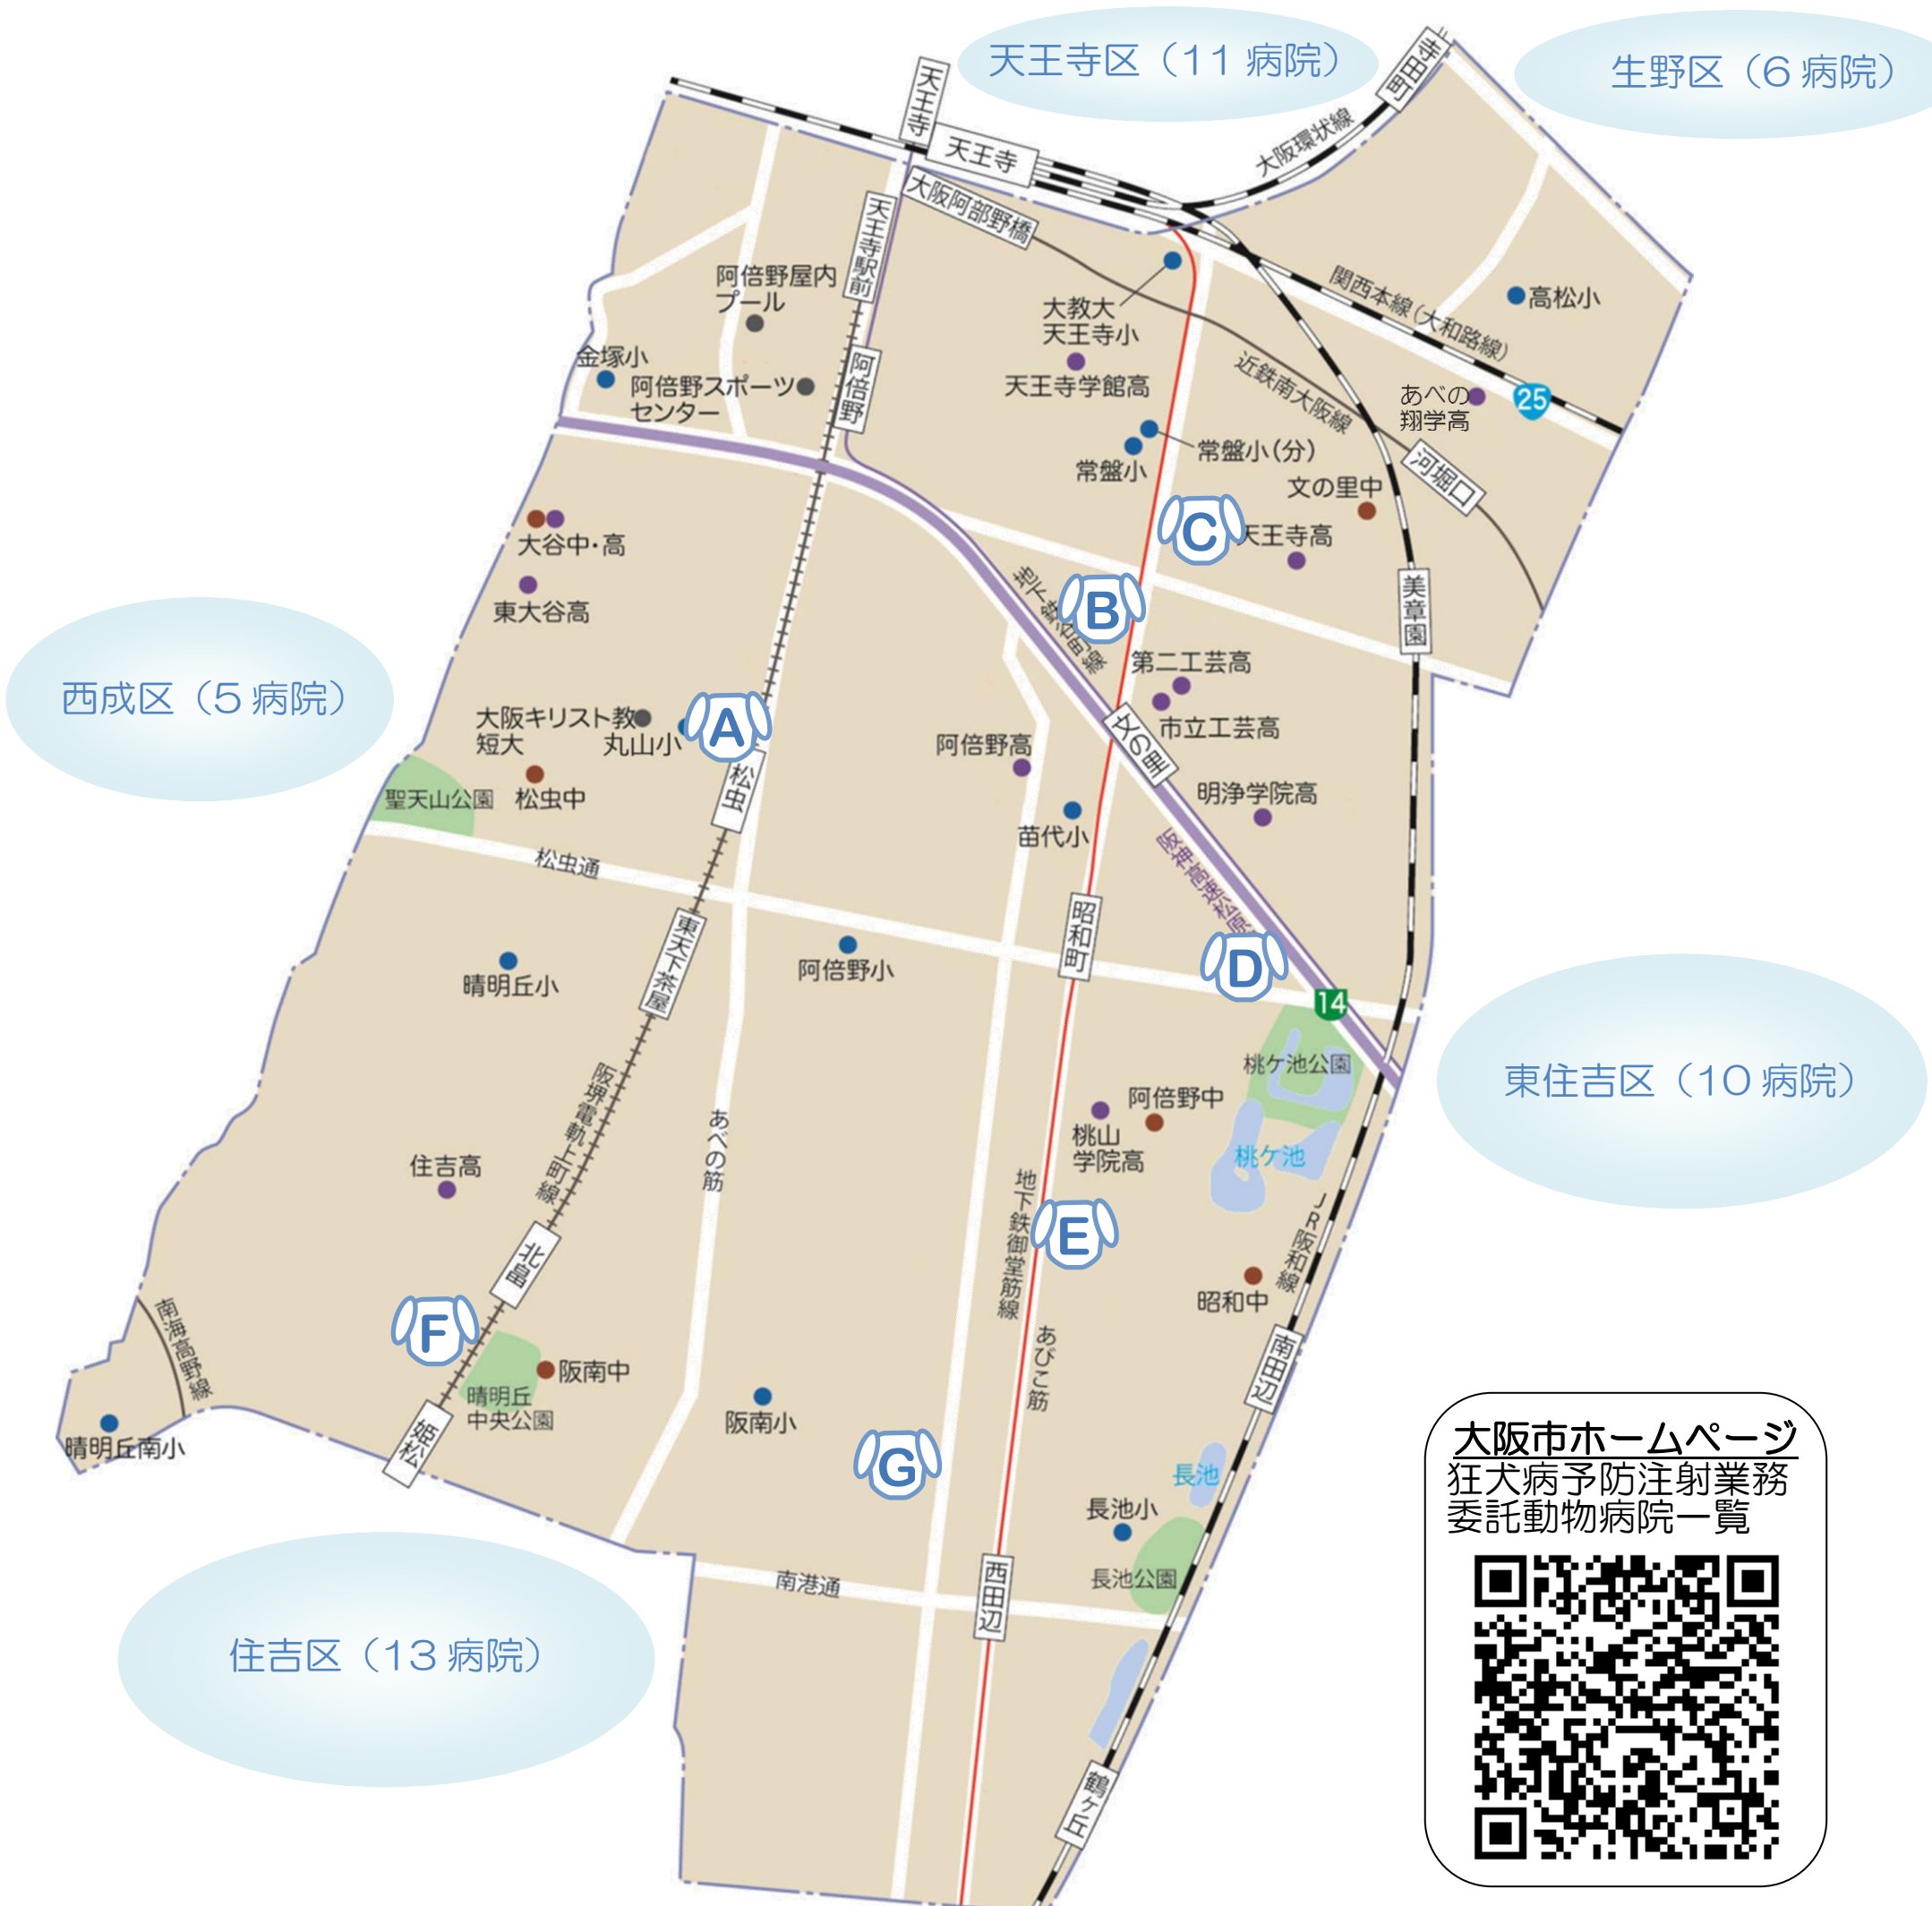 天王寺区（11 病院）
生野区（6 病院）
寺田町
天王寺
天王寺
大阪環状線
大阪阿部野橋
天王寺駅前
阿倍野屋内
プール
大教大
天王寺小
関西本線（大和路線）
高松小
金塚小
阿倍野スポーツ
センター
阿倍野
天王寺学館高
近鉄南大阪線
あべの
翔学高
25
常盤小（分）
常盤小
河堀口
文の里中
C
天王寺高
大谷中・高
東大谷高
地下鉄谷町線
B
美章園
西成区（5 病院）
第二工芸高
市立工芸高
大阪キリスト教
短大
丸山小
A
阿倍野高
文の里
松虫
聖天山公園
松虫中
明浄学院高
苗代小
松虫通
阪神高速松原
昭和町
東天下茶屋
晴明丘小
阿倍野小
D
14
桃ケ池公園
東住吉区（10 病院）
阪堺電軌上町線
あべの筋
阿倍野中
桃山
学院高
桃ケ池
住吉高
地下鉄御堂筋線
E
JR阪和線
北畠
昭和中
南海高野線
F
あびこ筋
南田辺
阪南中
晴明丘
中央公園
姫松
阪南小
晴明丘南小
G
長池
長池小
長池公園
西田辺
南港通
住吉区（13 病院）
鶴ヶ丘
大阪市ホームページ
狂犬病予防注射業務
委託動物病院一覧